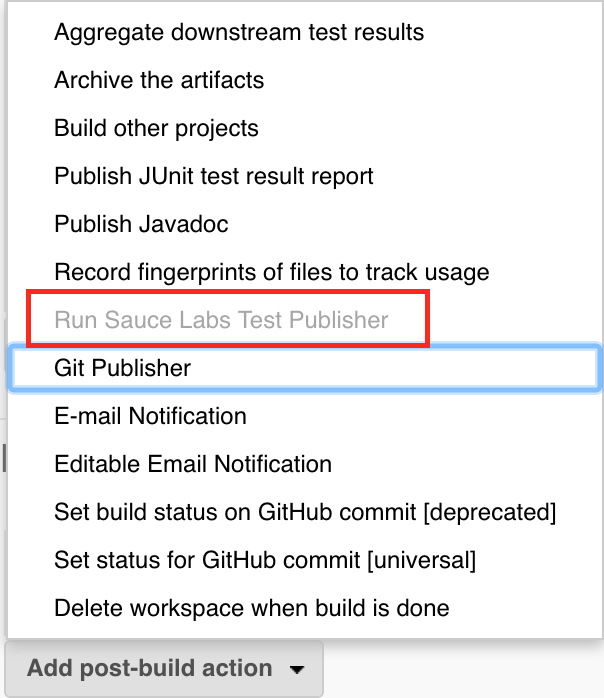 Aggregate downstream test results
Archive the artifacts
Build other projects
Publish JUnit test result report
Publish Javadoc
Record fingerprints of files to track usage
Run Sauce Labs Test Publisher
Git Publisher
E-mail Notification
Editable Email Notification
Set build status on GitHub commit [deprecated]
Set status for GitHub commit [universal]
Delete workspace when build is done
Add post-build action